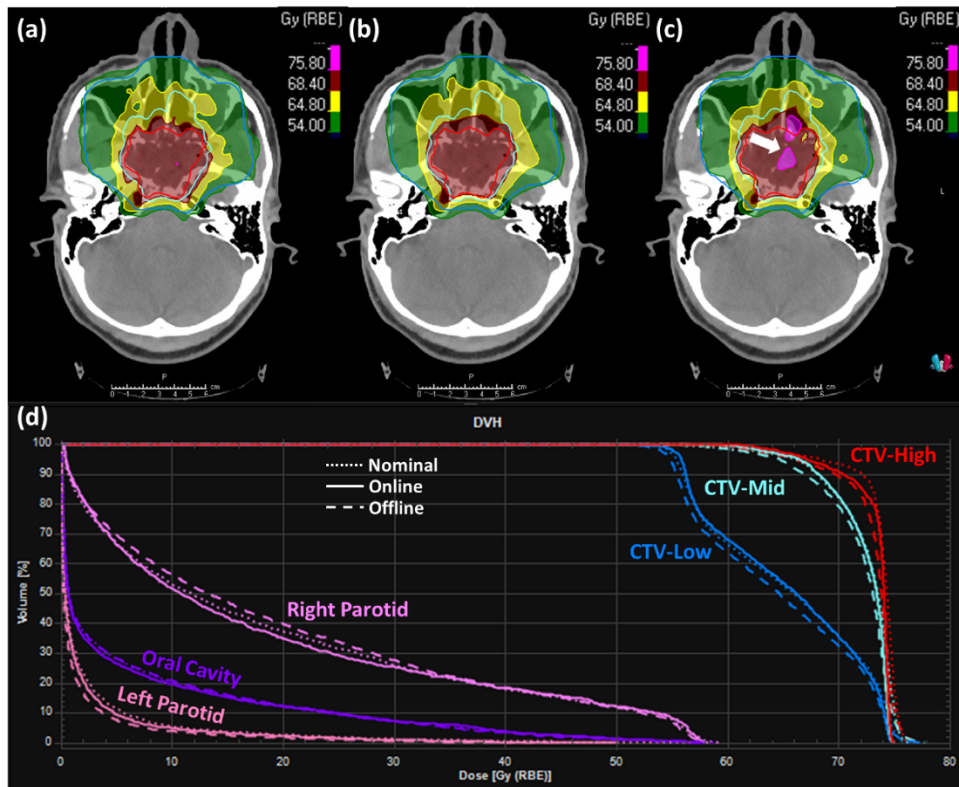 (a)
Gy (RBE)
75.80
68.40
64.80
54.00
P
0 1 2 3 4 5 6 cm
(b)
Gy (RBE)
75.80
68.40
64.80
54.00
P
0 1 2 3 4 5 6 cm
(c)
Gy (RBE)
75.80
68.40
64.80
54.00
L
P
0 1 2 3 4 5 6 cm
(d)
DVH
100
90
80
70
60
50
40
30
20
10
0
Volume [%]
Nominal
Online
Offline
CTV-High
CTV-Mid
CTV-Low
Right Parotid
Oral Cavity
Left Parotid
0 10 20 30 40 50 60 70 80
Dose [Gy (RBE)]